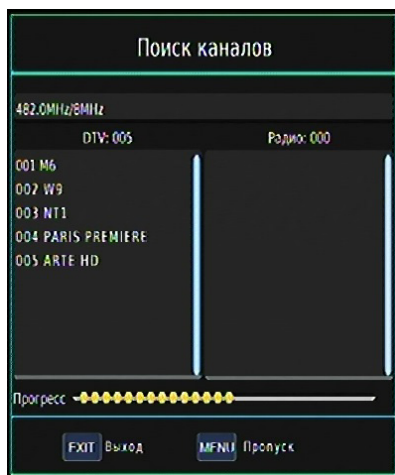 Поиск каналов
482.0MHz/8MHz
DTV: 005 Радио: 000
001 M6
002 W9
003 NT1
004 PARIS PREMIERE
005 ARTE HD
Прогресс
EXIT Выход MENU Пропуск